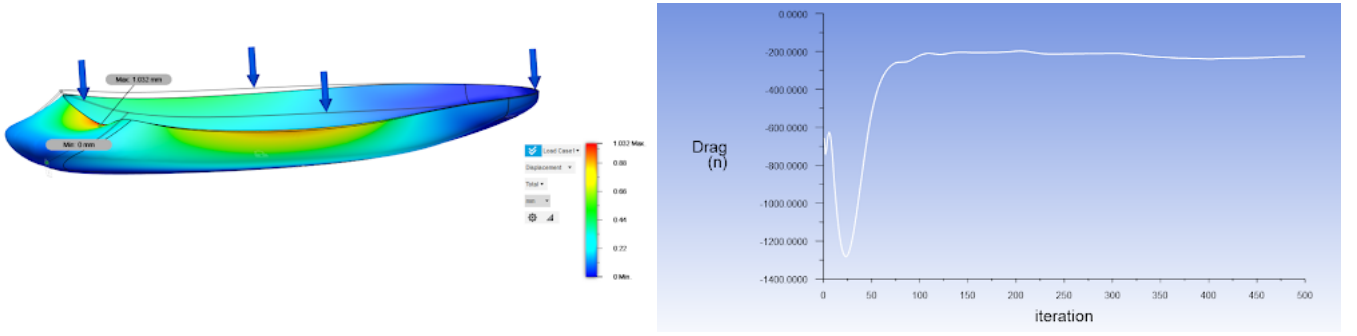 Max: 1.032 mm
Min: 0 mm
Load Case1
Displacement
Total
mm
1.032 Max.
0.88
0.66
0.44
0.22
0 Min.
0.0000
-200.0000
-400.0000
-600.0000
-800.0000
-1000.0000
-1200.0000
-1400.0000
Drag
(n)
0 50 100 150 200 250 300 350 400 450 500
iteration